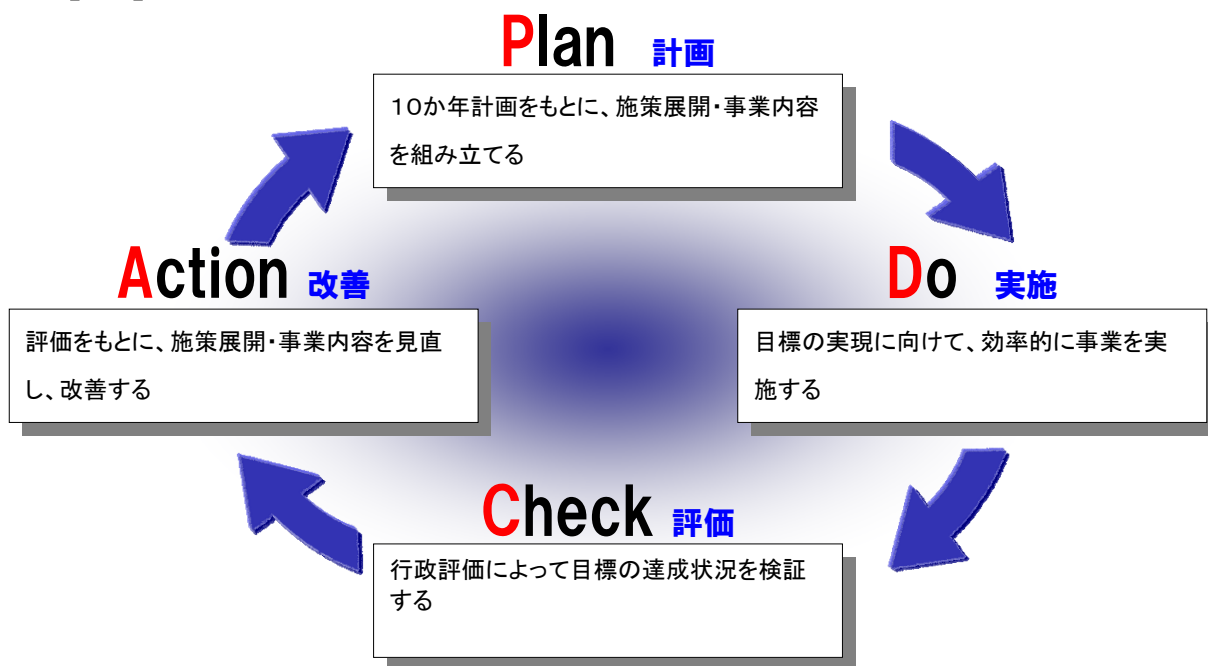 Plan 計画
１０か年計画をもとに、施策展開・事業内容
を組み立てる
Action 改善
評価をもとに、施策展開・事業内容を見直
し、改善する
Do 実施
目標の実現に向けて、効率的に事業を実
施する
Check 評価
行政評価によって目標の達成状況を検証
する